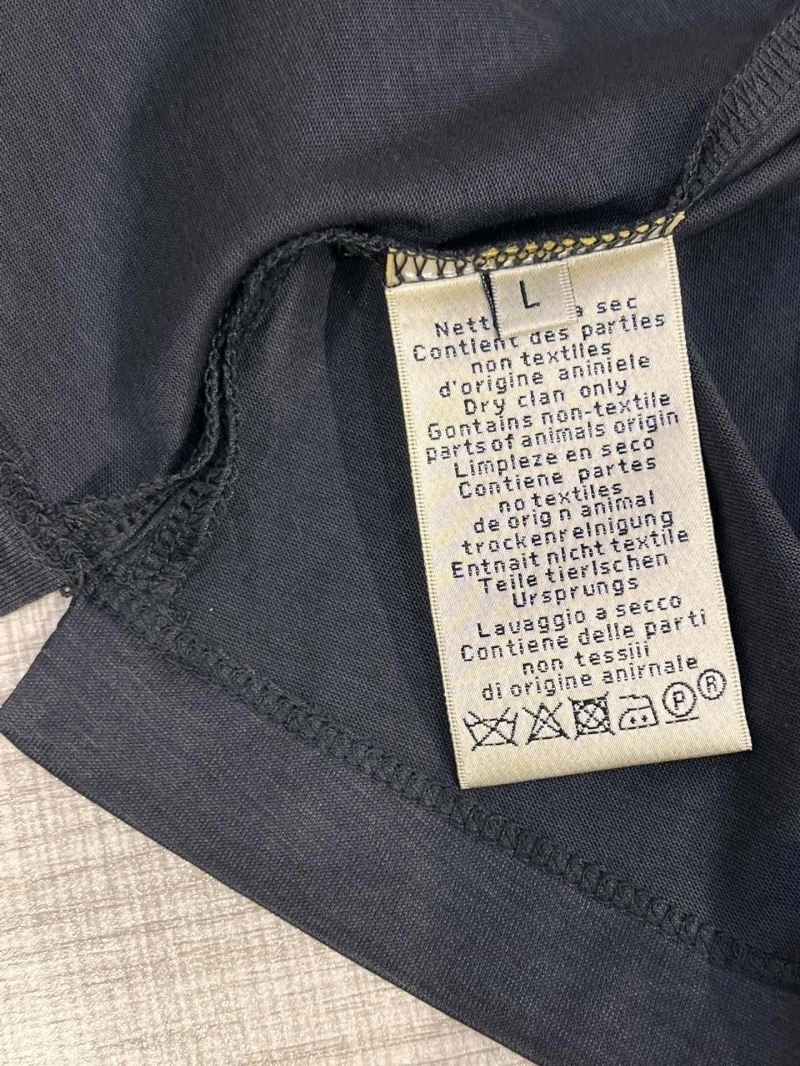 L
Nett a sec
Contient des parties
non textiles
d'origine aniniele
Dry clan only
Gontains non-textile
parts of animals origin
Limpleze en seco
Contiene partes
no textiles
de orig n animal
trockenreinigung
Entnait nicht textile
Teile tierlschen
Ursprungs
Lavaggio a secco
Contiene delle parti
non tessiii
di origine anirnale
P R